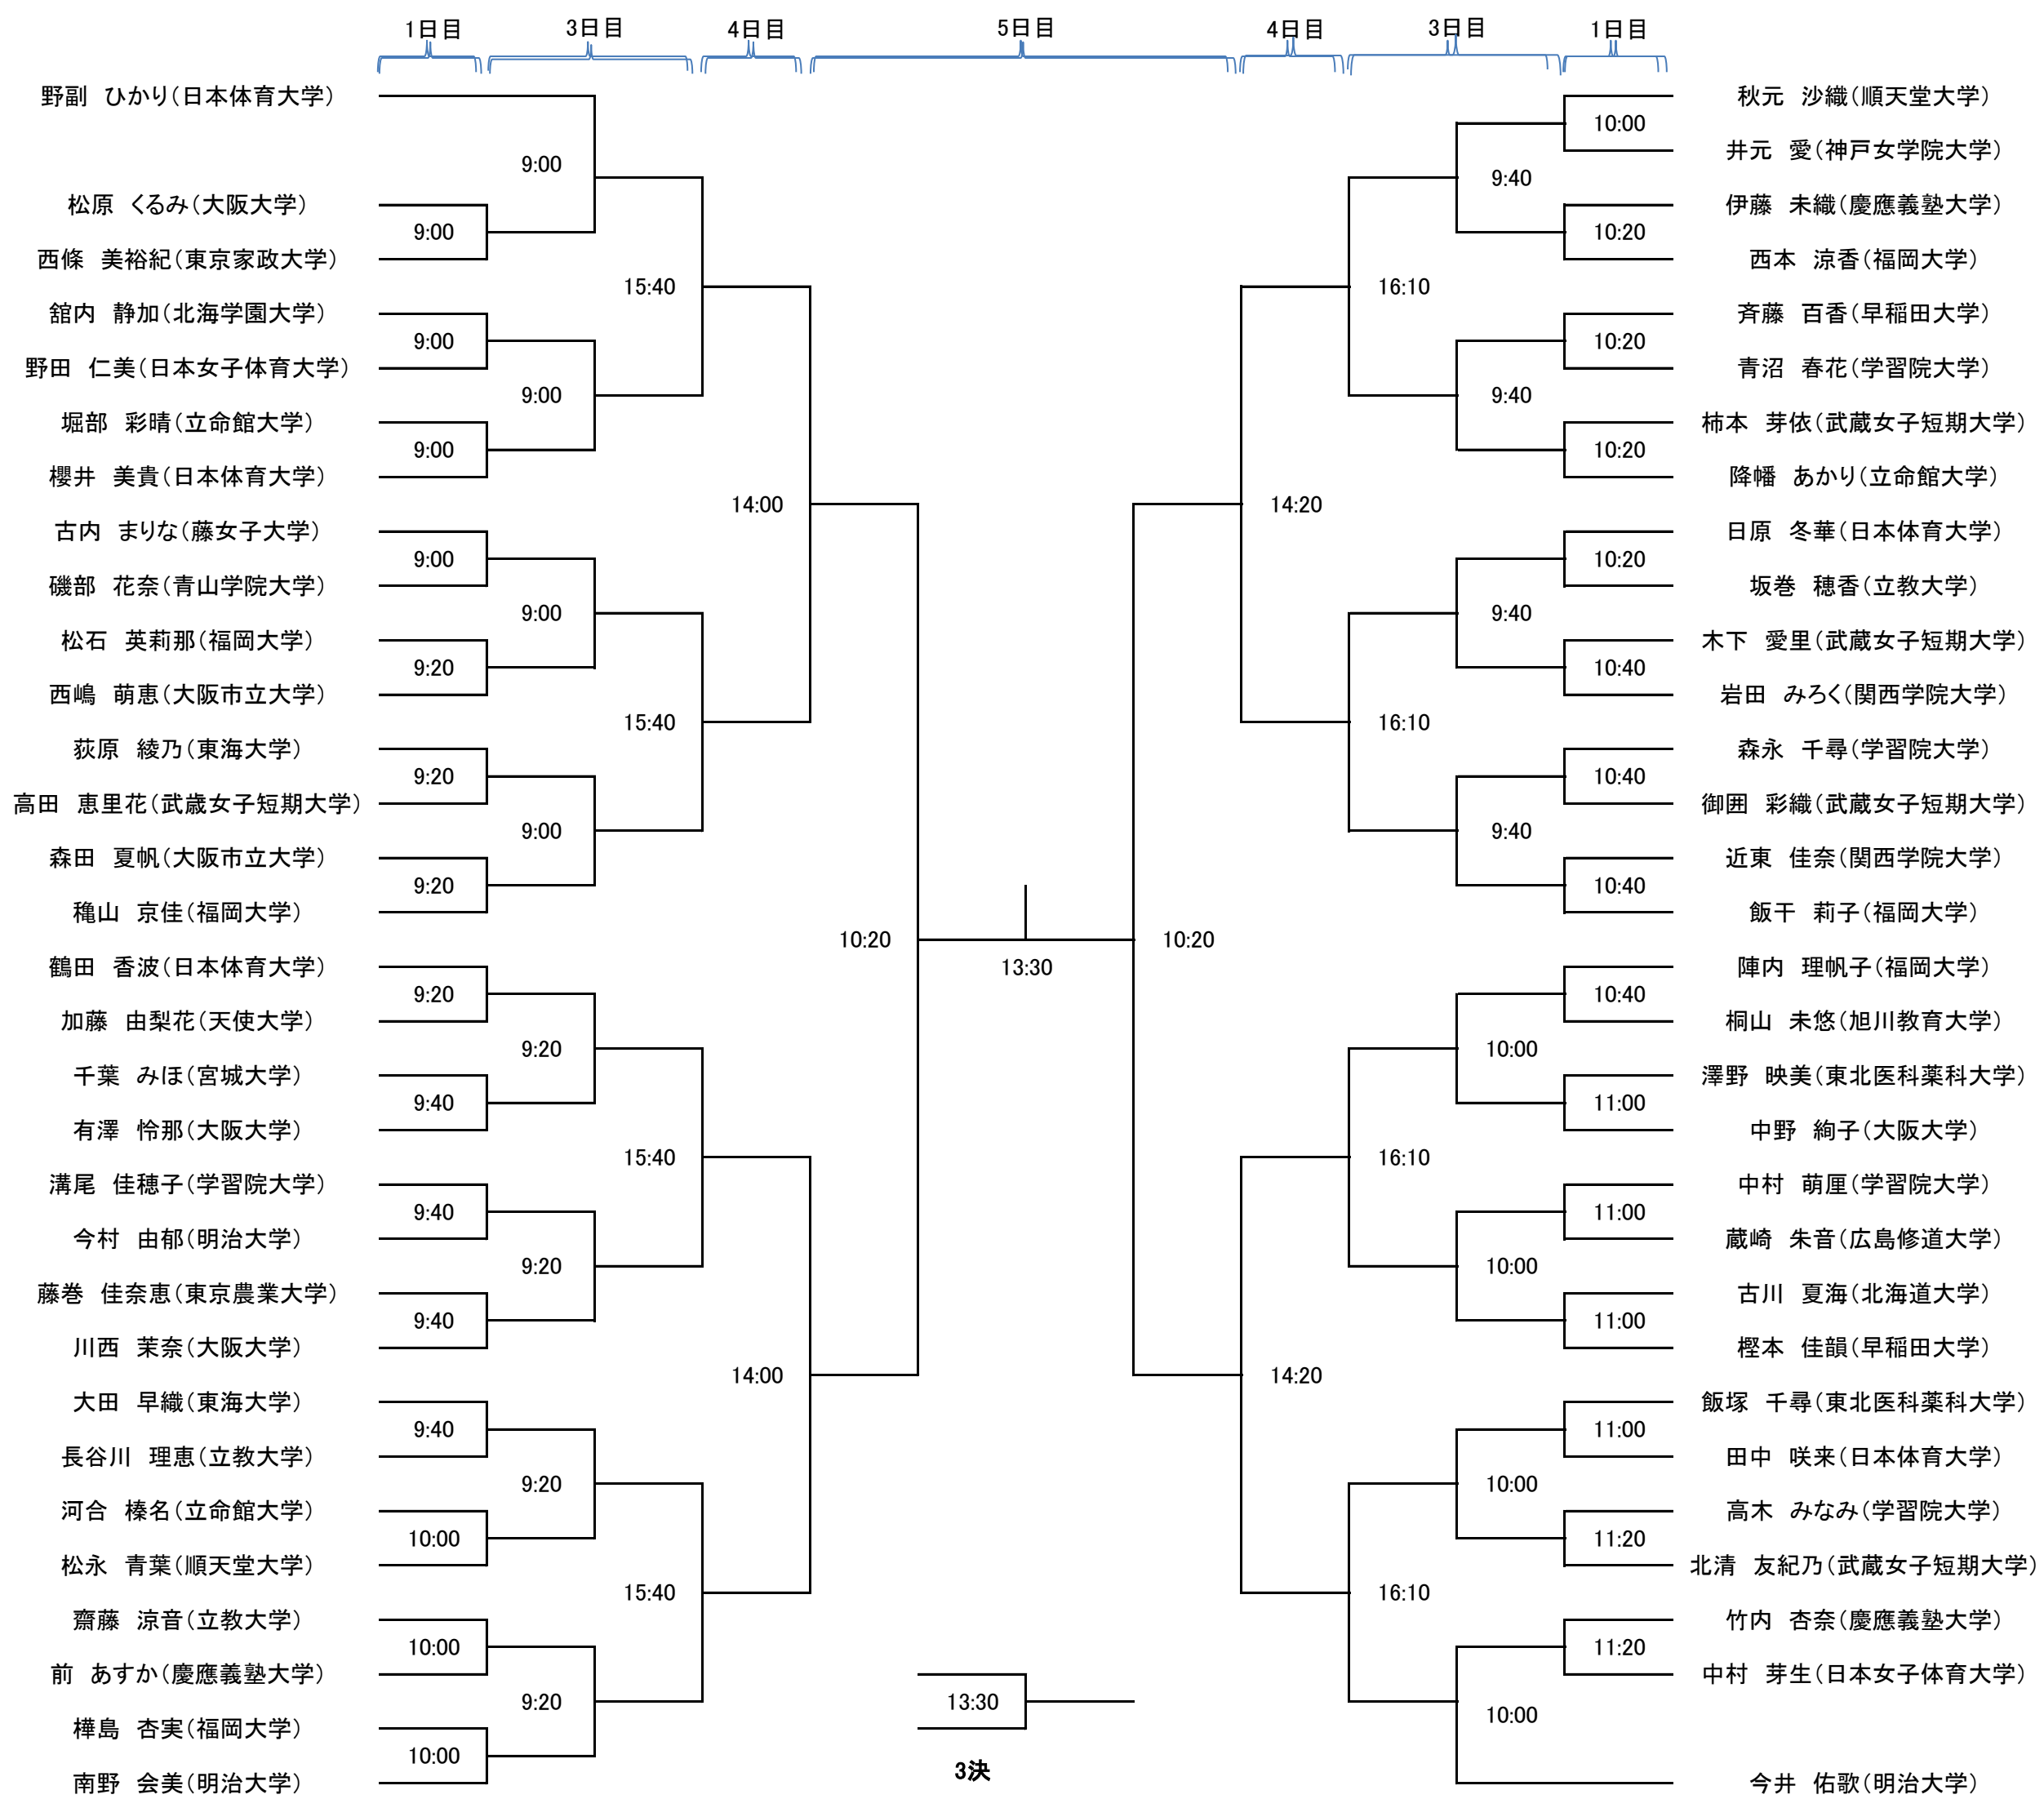 1日目 3日目 4日目 5日目 4日目 3日目 1日目
野副 ひかり(日本体育大学)
9:00
松原 くるみ(大阪大学)
9:00
西條 美裕紀(東京家政大学)
15:40
舘内 静加(北海学園大学)
9:00
野田 仁美(日本女子体育大学)
9:00
堀部 彩晴(立命館大学)
9:00
櫻井 美貴(日本体育大学)
14:00
古内 まりな(藤女子大学)
9:00
磯部 花奈(青山学院大学)
9:00
松石 英莉那(福岡大学)
9:20
西嶋 萌恵(大阪市立大学)
15:40
荻原 綾乃(東海大学)
9:20
高田 恵里花(武歳女子短期大学)
9:00
森田 夏帆(大阪市立大学)
9:20
穐山 京佳(福岡大学)
10:20
鶴田 香波(日本体育大学)
9:20
加藤 由梨花(天使大学)
9:20
千葉 みほ(宮城大学)
9:40
有澤 怜那(大阪大学)
15:40
溝尾 佳穂子(学習院大学)
9:40
今村 由郁(明治大学)
9:20
藤巻 佳奈恵(東京農業大学)
9:40
川西 茉奈(大阪大学)
14:00
大田 早織(東海大学)
9:40
長谷川 理恵(立教大学)
9:20
河合 榛名(立命館大学)
10:00
松永 青葉(順天堂大学)
15:40
齋藤 涼音(立教大学)
10:00
前 あすか(慶應義塾大学)
9:20
樺島 杏実(福岡大学)
10:00
南野 会美(明治大学)
13:30
13:30
3決
秋元 沙織(順天堂大学)
10:00
井元 愛(神戸女学院大学)
9:40
伊藤 未織(慶應義塾大学)
10:20
西本 涼香(福岡大学)
16:10
斉藤 百香(早稲田大学)
10:20
青沼 春花(学習院大学)
9:40
柿本 芽依(武蔵女子短期大学)
10:20
降幡 あかり(立命館大学)
14:20
日原 冬華(日本体育大学)
10:20
坂巻 穂香(立教大学)
9:40
木下 愛里(武蔵女子短期大学)
10:40
岩田 みろく(関西学院大学)
16:10
森永 千尋(学習院大学)
10:40
御囲 彩織(武蔵女子短期大学)
9:40
近東 佳奈(関西学院大学)
10:40
飯干 莉子(福岡大学)
10:20
陣内 理帆子(福岡大学)
10:40
桐山 未悠(旭川教育大学)
10:00
澤野 映美(東北医科薬科大学)
11:00
中野 絢子(大阪大学)
16:10
中村 萌厘(学習院大学)
11:00
蔵崎 朱音(広島修道大学)
10:00
古川 夏海(北海道大学)
11:00
樫本 佳韻(早稲田大学)
14:20
飯塚 千尋(東北医科薬科大学)
11:00
田中 咲来(日本体育大学)
10:00
高木 みなみ(学習院大学)
11:20
北清 友紀乃(武蔵女子短期大学)
16:10
竹内 杏奈(慶應義塾大学)
11:20
中村 芽生(日本女子体育大学)
10:00
今井 佑歌(明治大学)